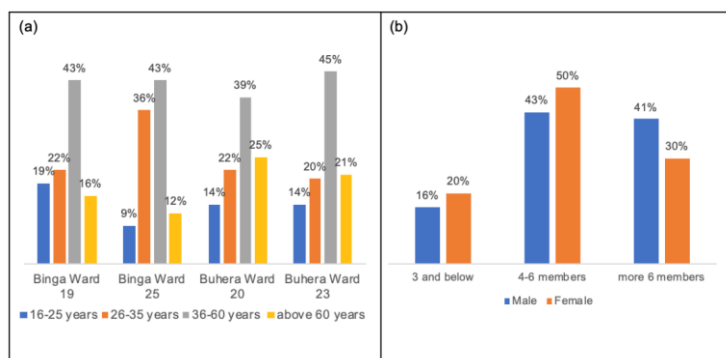 (a)
43%
43%
45%
39%
36%
25%
22%
22%
19%
20%
21%
16%
14%
14%
12%
9%
Binga Ward
19
Binga Ward
25
Buhera Ward
20
Buhera Ward
23
16-25 years 26-35 years 36-60 years above 60 years
(b)
50%
43%
41%
30%
16%
20%
3 and below 4-6 members more 6 members
Male Female